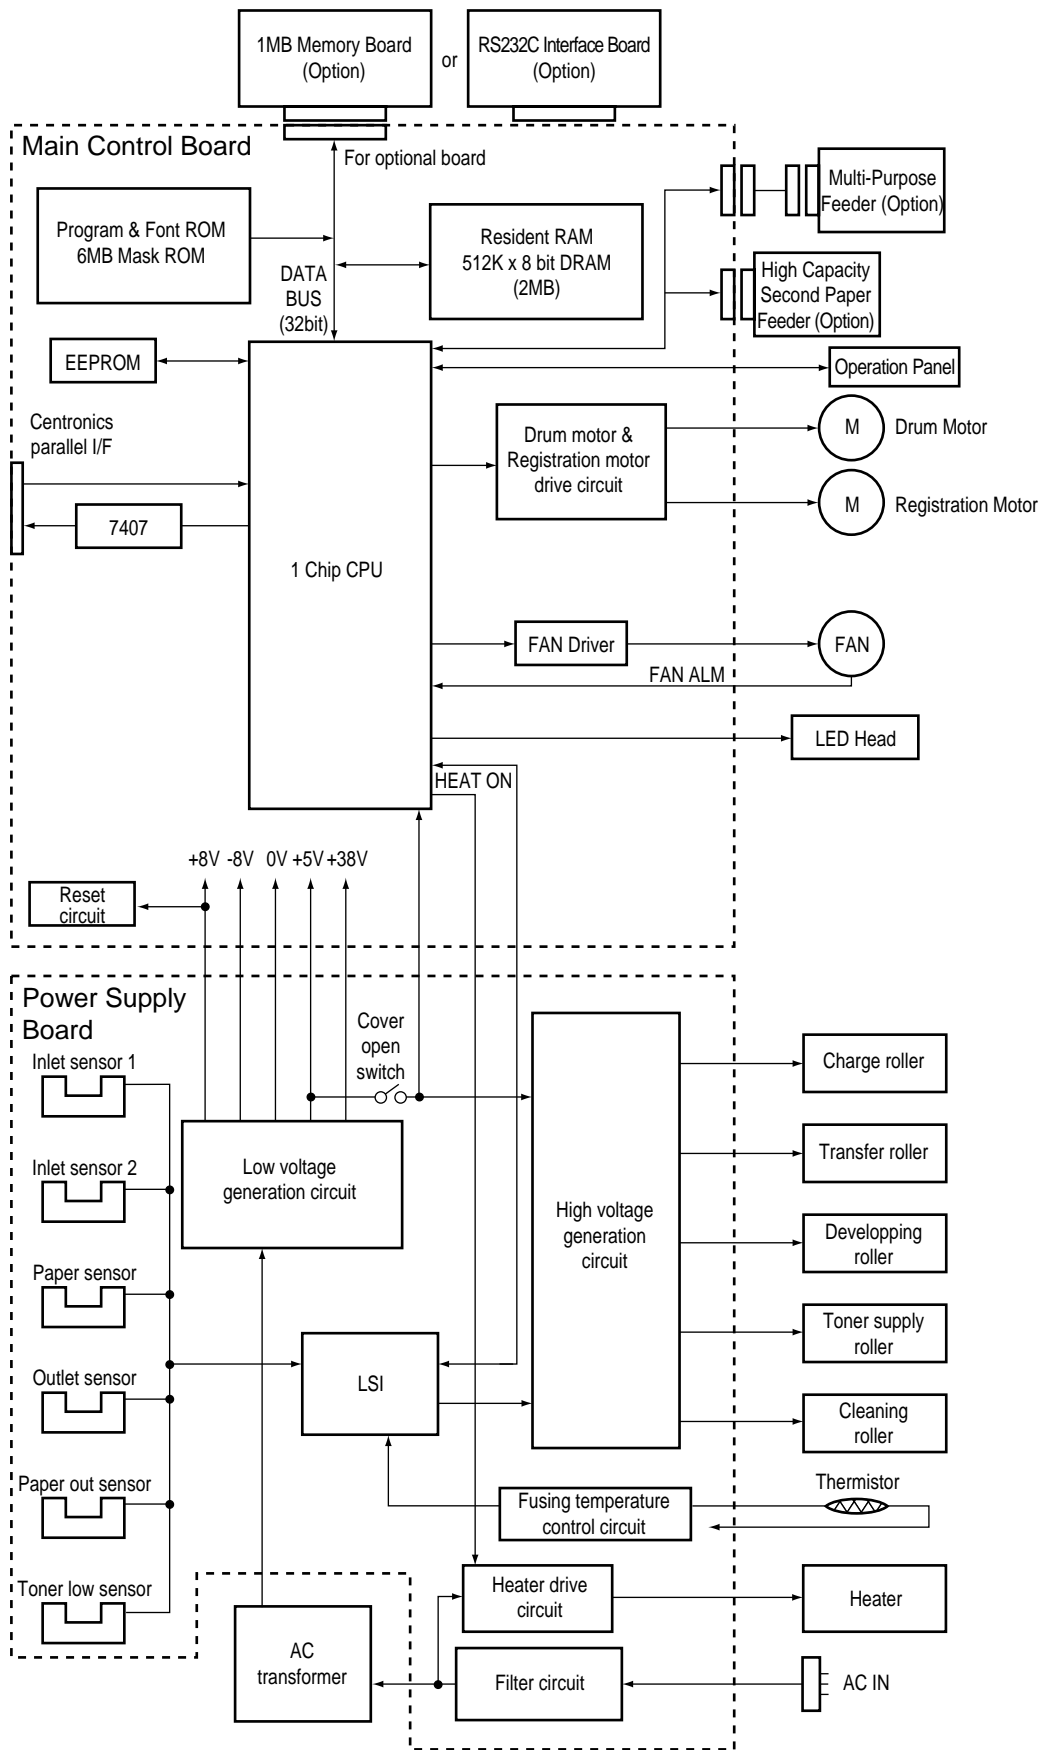 1MB Memory Board
(Option)
or
RS232C Interface Board
(Option)
Main Control Board
For optional board
Program & Font ROM
6MB Mask ROM
Resident RAM
512K x 8 bit DRAM
(2MB)
DATA
BUS
(32bit)
Multi-Purpose
Feeder (Option)
High Capacity
Second Paper
Feeder (Option)
EEPROM
Operation Panel
Centronics
parallel I/F
7407
1 Chip CPU
Drum motor &
Registration motor
drive circuit
M
Drum Motor
M
Registration Motor
FAN Driver
FAN
FAN ALM
LED Head
HEAT ON
+8V -8V 0V +5V +38V
Reset
circuit
Power Supply
Board
Cover
open
switch
Inlet sensor 1
Inlet sensor 2
Paper sensor
Outlet sensor
Paper out sensor
Toner low sensor
Low voltage
generation circuit
High voltage
generation
circuit
LSI
Charge roller
Transfer roller
Developping
roller
Toner supply
roller
Cleaning
roller
Thermistor
Fusing temperature
control circuit
Heater drive
circuit
Heater
AC
transformer
Filter circuit
AC IN